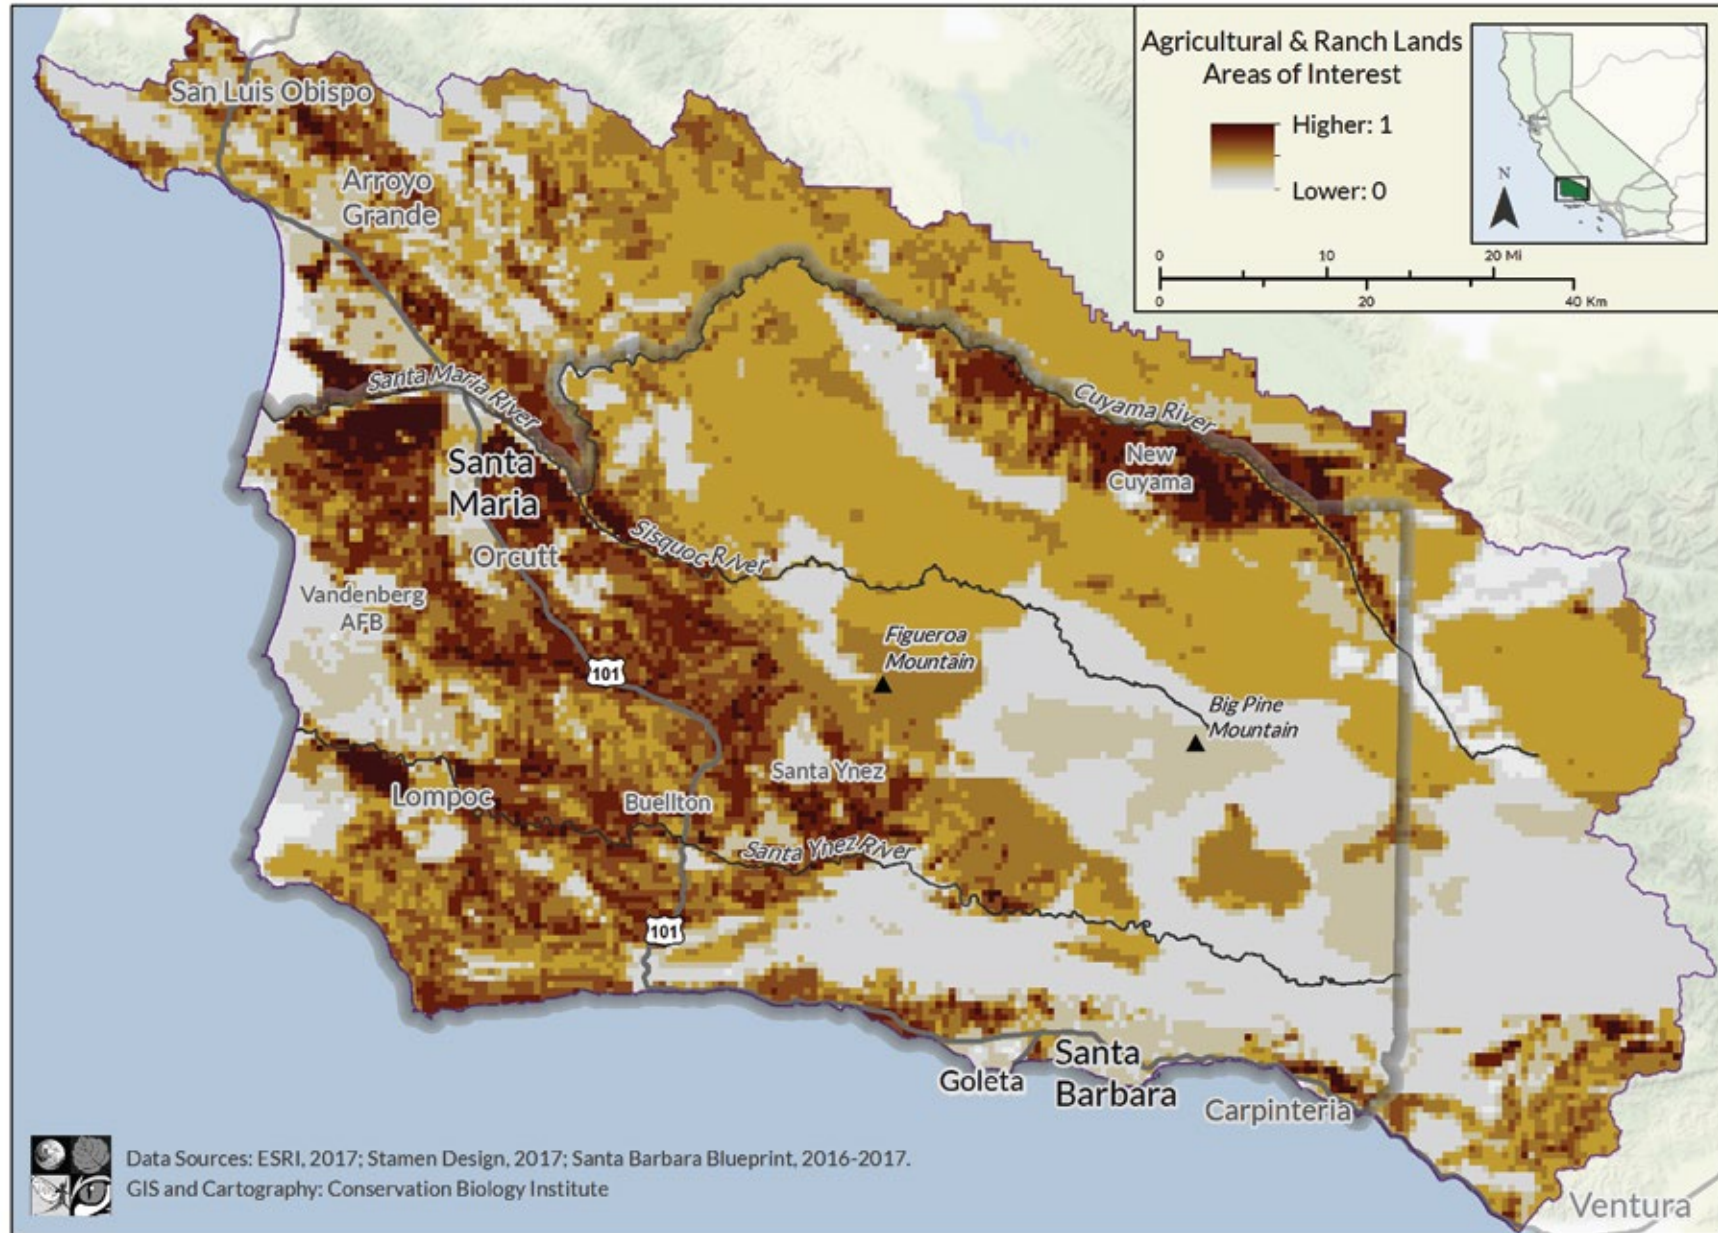 Agricultural & Ranch Lands
Areas of Interest
Higher: 1
Lower: 0
N
0 10 20 Mi
0 20 40 Km
San Luis Obispo
Arroyo
Grande
Santa Maria River
Cuyama River
Santa
Maria
New
Cuyama
Sisquoc River
Orcutt
Vandenberg
AFB
Figueroa
Mountain
101
Big Pine
Mountain
Santa Ynez
Lompoc
Buellton
Santa Ynez River
101
Santa
Barbara
Goleta
Carpinteria
Ventura
Data Sources: ESRI, 2017; Stamen Design, 2017; Santa Barbara Blueprint, 2016-2017.
GIS and Cartography: Conservation Biology Institute